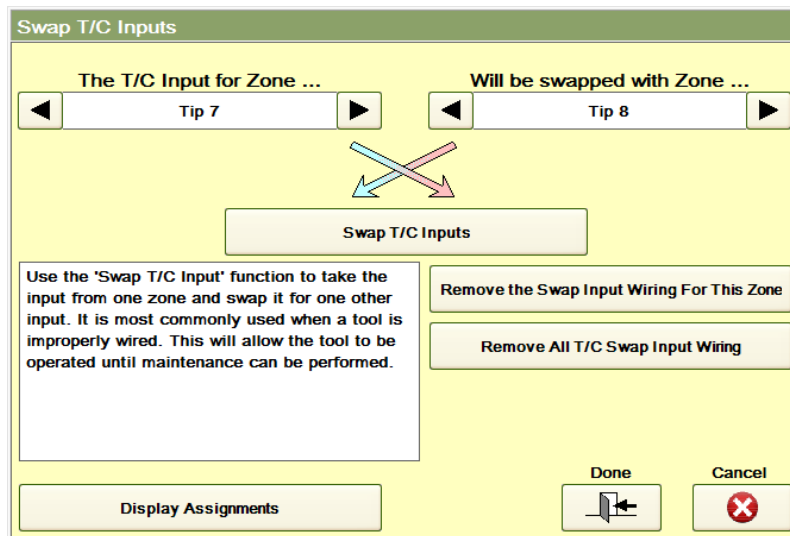 Swap T/C Inputs
The T/C Input for Zone ...
Will be swapped with Zone ...
Tip 7
Tip 8
Swap T/C Inputs
Use the 'Swap T/C Input' function to take the
input from one zone and swap it for one other
input. It is most commonly used when a tool is
improperly wired. This will allow the tool to be
operated until maintenance can be performed.
Remove the Swap Input Wiring For This Zone
Remove All T/C Swap Input Wiring
Display Assignments
Done
Cancel